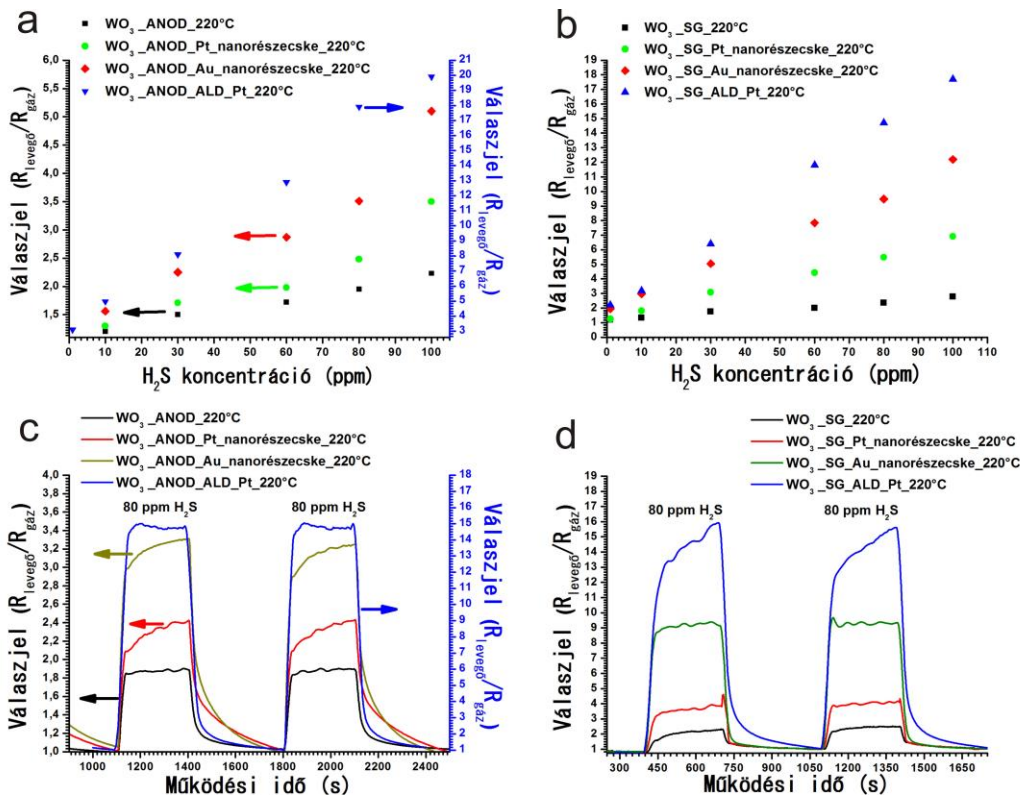 a
WO3_ANOD_220°C
WO3_ANOD_Pt_nanorészecske_220°C
WO3_ANOD_Au_nanorészecske_220°C
WO3_ANOD_ALD_Pt_220°C
Válaszjel (Rlevegő/Rgáz)
6,0
5,5
5,0
4,5
4,0
3,5
3,0
2,5
2,0
1,5
21
20
19
18
17
16
15
14
13
12
11
10
9
8
7
6
5
4
3
Válaszjel (Rlevegő/Rgáz)
0 20 40 60 80 100
H2S koncentráció (ppm)
b
WO3_SG_220°C
WO3_SG_Pt_nanorészecske_220°C
WO3_SG_Au_nanorészecske_220°C
WO3_SG_ALD_Pt_220°C
Válaszjel (Rlevegő/Rgáz)
19
18
17
16
15
14
13
12
11
10
9
8
7
6
5
4
3
2
1
0
0 10 20 30 40 50 60 70 80 90 100 110
H2S koncentráció (ppm)
c
WO3_ANOD_220°C
WO3_ANOD_Pt_nanorészecske_220°C
WO3_ANOD_Au_nanorészecske_220°C
WO3_ANOD_ALD_Pt_220°C
80 ppm H2S 80 ppm H2S
Válaszjel (Rlevegő/Rgáz)
4,0
3,8
3,6
3,4
3,2
3,0
2,8
2,6
2,4
2,2
2,0
1,8
1,6
1,4
1,2
1,0
18
17
16
15
14
13
12
11
10
9
8
7
6
5
4
3
2
1
Válaszjel (Rlevegő/Rgáz)
1000 1200 1400 1600 1800 2000 2200 2400
Működési idő (s)
d
WO3_SG_220°C
WO3_SG_Pt_nanorészecske_220°C
WO3_SG_Au_nanorészecske_220°C
WO3_SG_ALD_Pt_220°C
80 ppm H2S 80 ppm H2S
Válaszjel (Rlevegő/Rgáz)
19
18
17
16
15
14
13
12
11
10
9
8
7
6
5
4
3
2
1
300 450 600 750 900 1050 1200 1350 1500 1650
Működési idő (s)